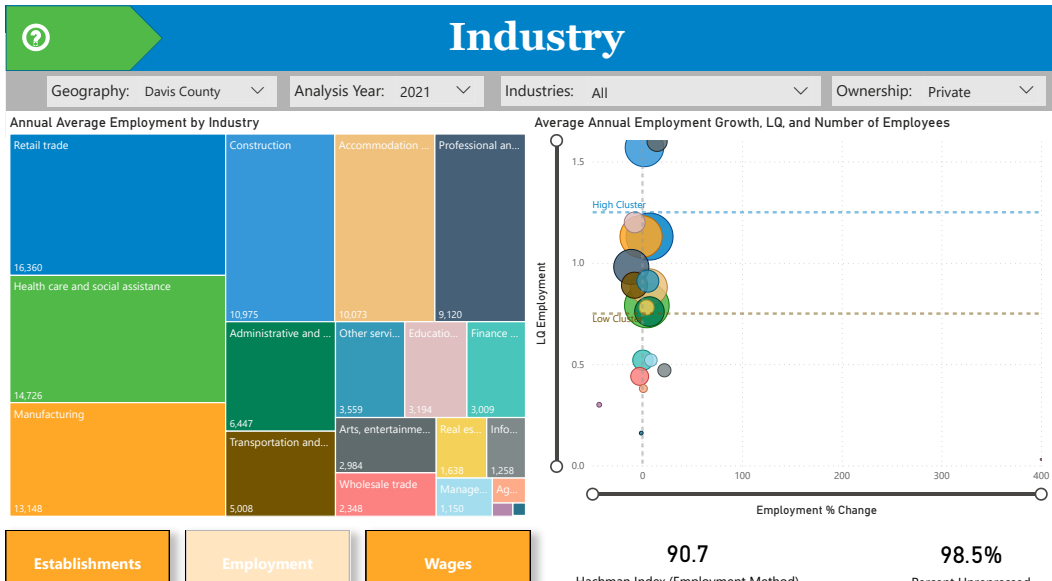 Industry
Geography: Davis County
Analysis Year: 2021
Industries: All
Ownership: Private
Annual Average Employment by Industry
Retail trade
16,360
Health care and social assistance
14,726
Manufacturing
13,148
Construction
10,975
Accommodation ...
10,073
Professional an...
9,120
Administrative and ...
6,447
Transportation and...
5,008
Other servi...
3,559
Educatio...
3,194
Finance ...
3,009
Arts, entertainme...
2,984
Wholesale trade
2,348
Real es...
1,638
Info...
1,258
Manage...
1,150
Ag...
Average Annual Employment Growth, LQ, and Number of Employees
LQ Employment
1.5
1.0
0.5
0.0
High Cluster
Low Clust
0
100
200
300
400
Employment % Change
Establishments
Employment
Wages
90.7
Hachman Index (Employment Method)
98.5%
Percent Unrepressed